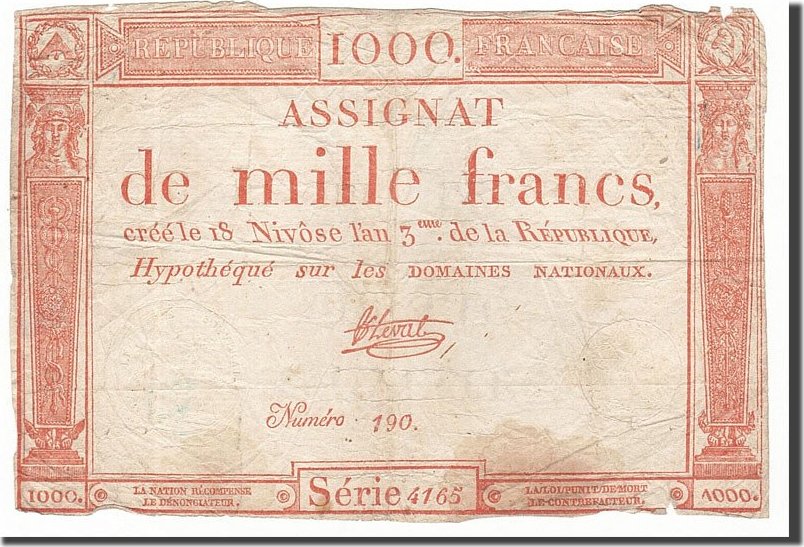 RÉPUBLIQUE 1000. FRANCAISE
ASSIGNAT
de mille francs,
créé le 18 Nivôse l'an 3.eme de la RÉPUBLIQUE,
Hypothéqué sur les DOMAINES NATIONAUX.
Numéro 190.
1000.
LA NATION RÉCOMPENSE
LE DÉNONCIATEUR.
Série 4165
LA LOI PUNIT DE MORT
LE CONTREFACTEUR.
1000.